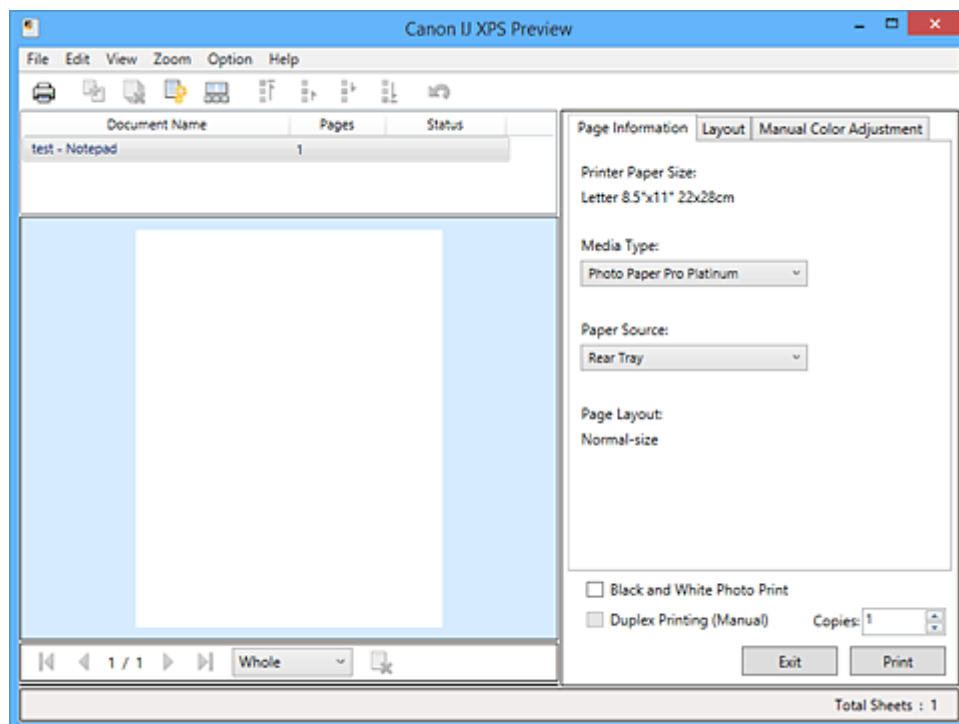 Canon IJ XPS Preview
File Edit View Zoom Option Help
Document Name Pages Status
test - Notepad 1
Page Information Layout Manual Color Adjustment
Printer Paper Size:
Letter 8.5"x11" 22x28cm
Media Type:
Photo Paper Pro Platinum
Paper Source:
Rear Tray
Page Layout:
Normal-size
Black and White Photo Print
Duplex Printing (Manual) Copies: 1
1 / 1 Whole
Exit Print
Total Sheets : 1